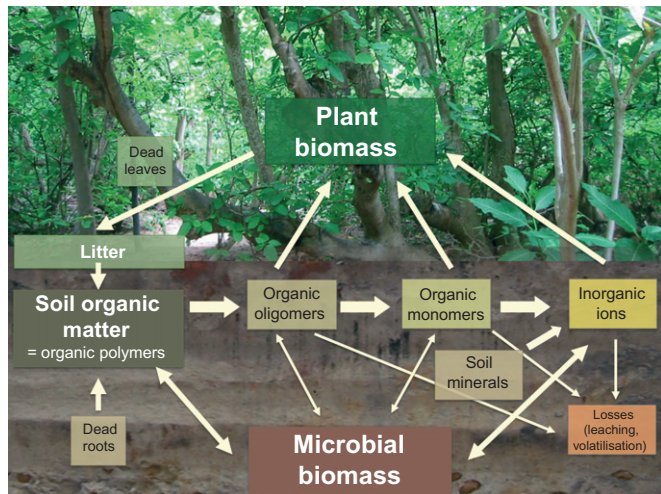 Plant
biomass
Dead
leaves
Litter
Soil organic
matter
= organic polymers
Organic
oligomers
Organic
monomers
Inorganic
ions
Soil
minerals
Dead
roots
Microbial
biomass
Losses
(leaching,
volatilisation)